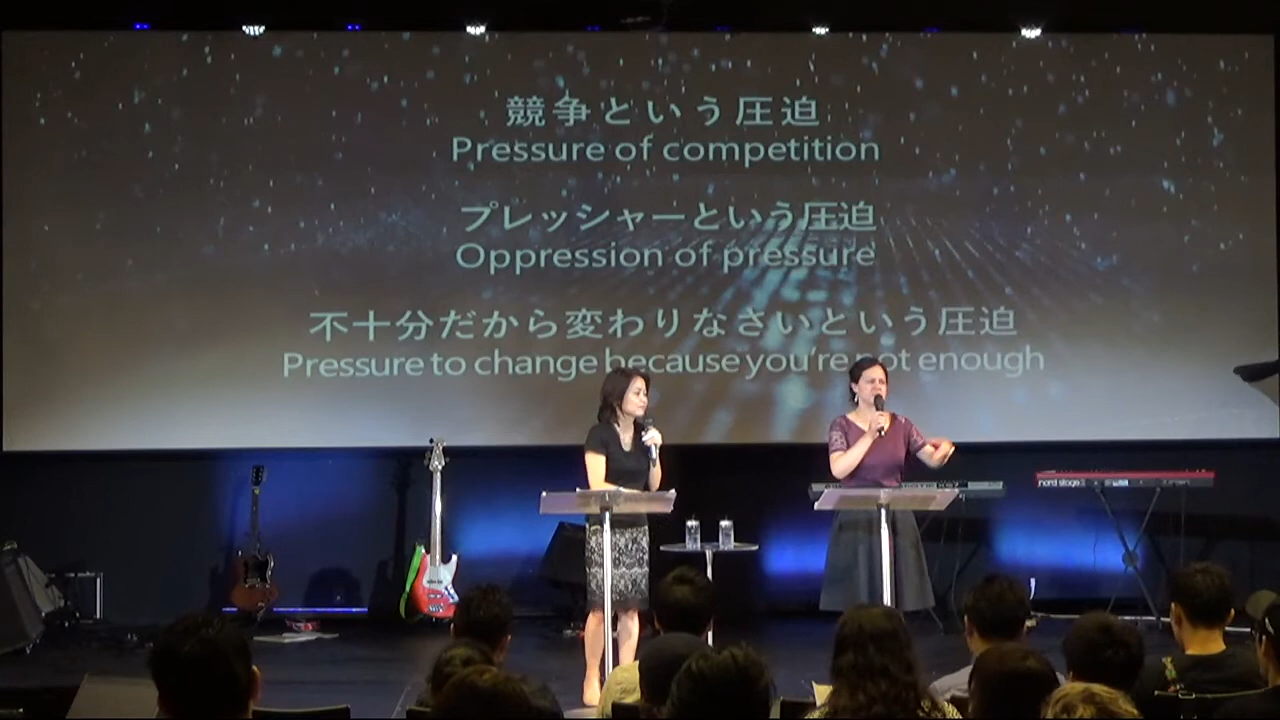 競争という圧迫
Pressure of competition
プレッシャーという圧迫
Oppression of pressure
不十分だから変わりなさいという圧迫
Pressure to change because you're not enough
nord stage